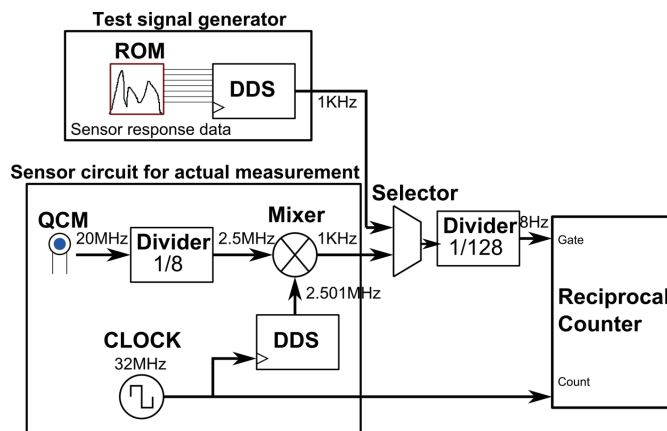 Test signal generator
ROM
DDS
1KHz
Sensor response data
Sensor circuit for actual measurement
Selector
QCM
Mixer
20MHz
Divider
1/8
2.5MHz
1KHz
Divider
1/128
8Hz
Gate
2.501MHz
Reciprocal
Counter
CLOCK
32MHz
DDS
Count